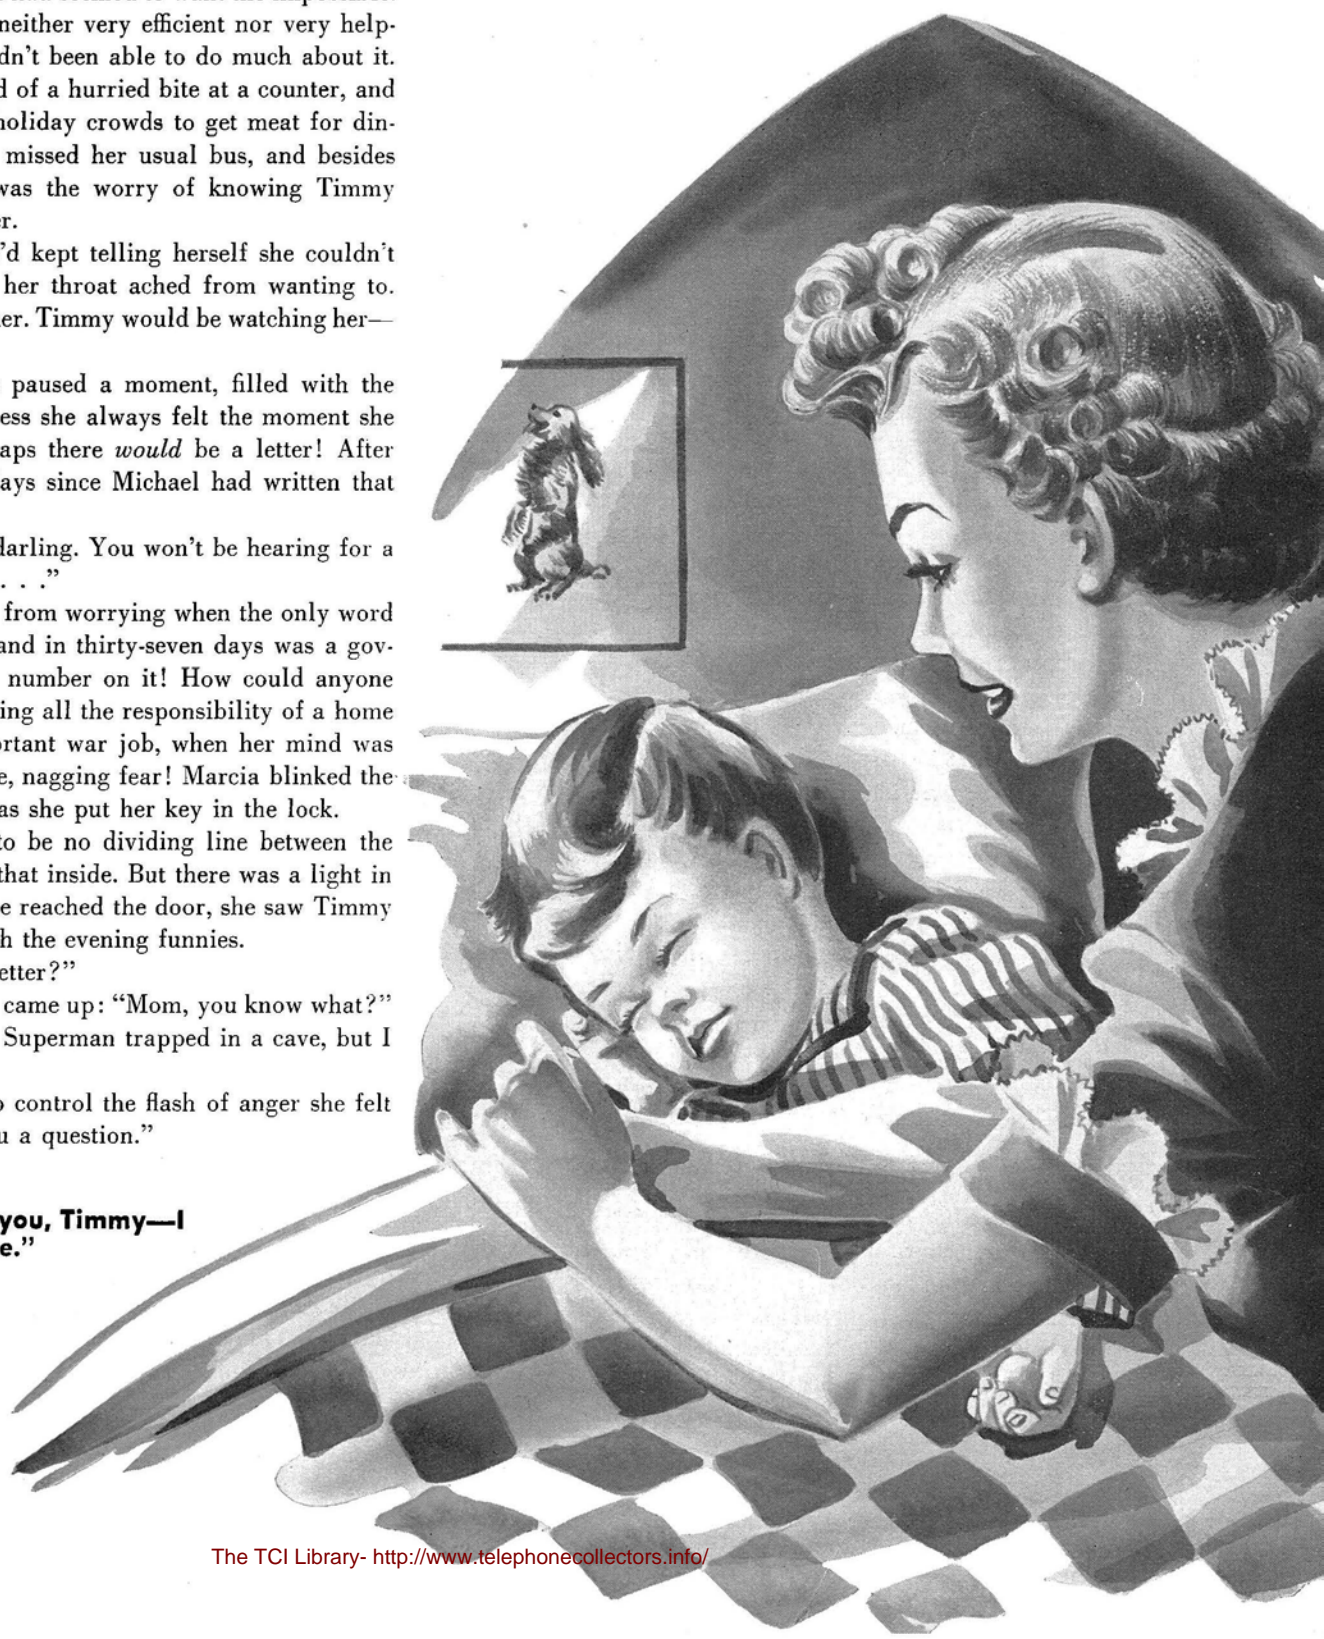 neither very efficient nor very help-
dn't been able to do much about it.
d of a hurried bite at a counter, and
holiday crowds to get meat for din-
missed her usual bus, and besides
was the worry of knowing Timmy
r.
'd kept telling herself she couldn't
her throat ached from wanting to.
er. Timmy would be watching her—
paused a moment, filled with the
ess she always felt the moment she
aps there would be a letter! After
ays since Michael had written that
darling. You won't be hearing for a
. . .”
from worrying when the only word
and in thirty-seven days was a gov-
number on it! How could anyone
ing all the responsibility of a home
ortant war job, when her mind was
e, nagging fear! Marcia blinked the
as she put her key in the lock.
to be no dividing line between the
that inside. But there was a light in
e reached the door, she saw Timmy
h the evening funnies.
etter?”
came up: “Mom, you know what?”
Superman trapped in a cave, but I
o control the flash of anger she felt
u a question.”
you, Timmy—I
e.”
The TCI Library- http://www.telephonecollectors.info/